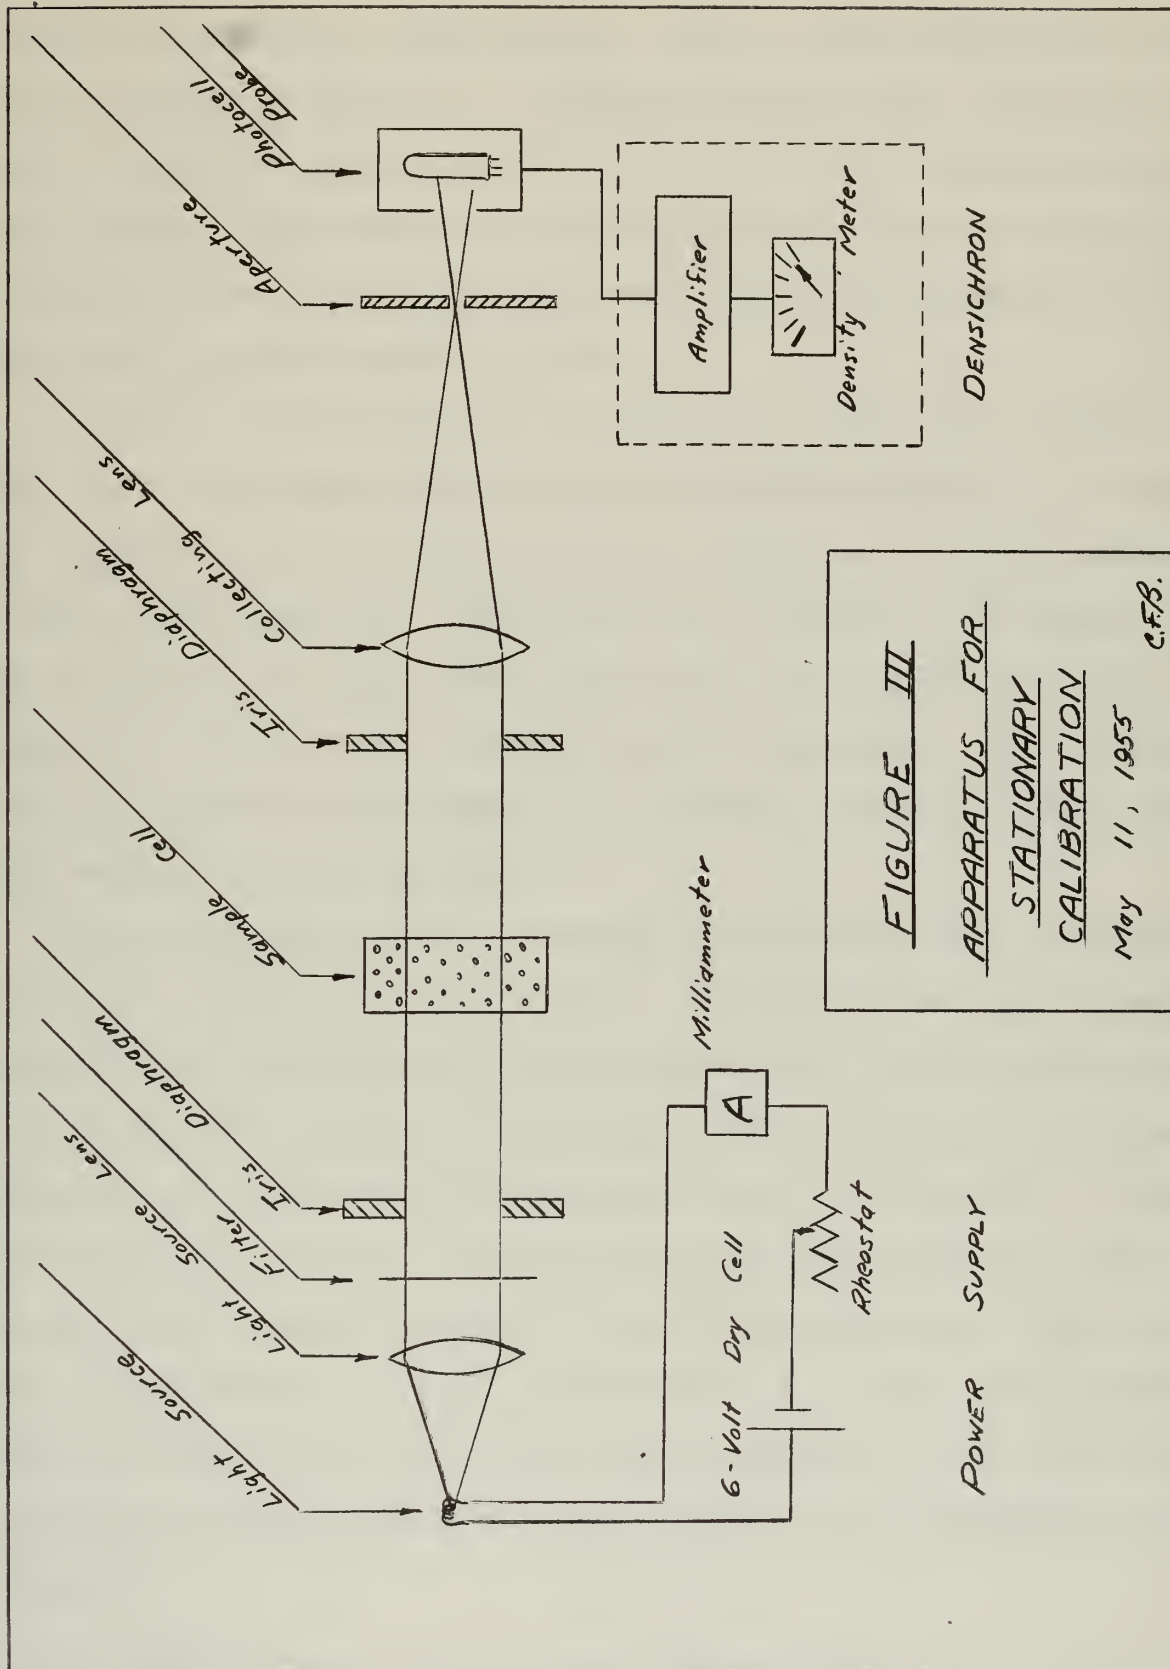 Light Source
Light Source Lens
Filter
Iris Diaphragm
Sample Cell
Iris Diaphragm
Collecting Lens
Aperture
Photocell Probe
Amplifier
Density Meter
DENSICHRON
Milliammeter
A
6-Volt Dry Cell
Rheostat
POWER SUPPLY
FIGURE III
APPARATUS FOR
STATIONARY
CALIBRATION
May 11, 1955
C.F.B.